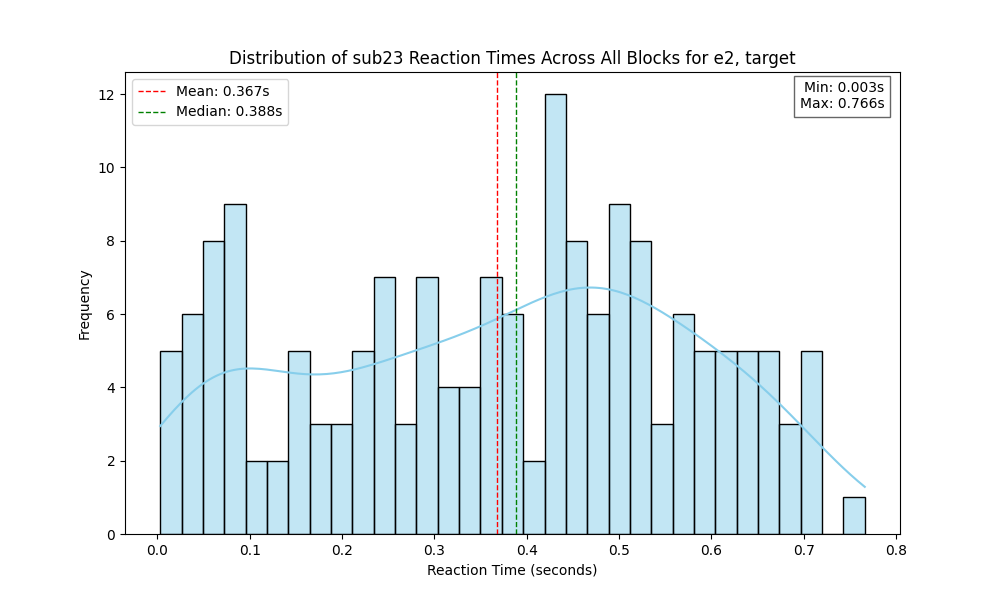 Distribution of sub23 Reaction Times Across All Blocks for e2, target
Mean: 0.367s
Median: 0.388s
Min: 0.003s
Max: 0.766s
12
10
8
6
4
2
0
Frequency
0.0 0.1 0.2 0.3 0.4 0.5 0.6 0.7 0.8
Reaction Time (seconds)